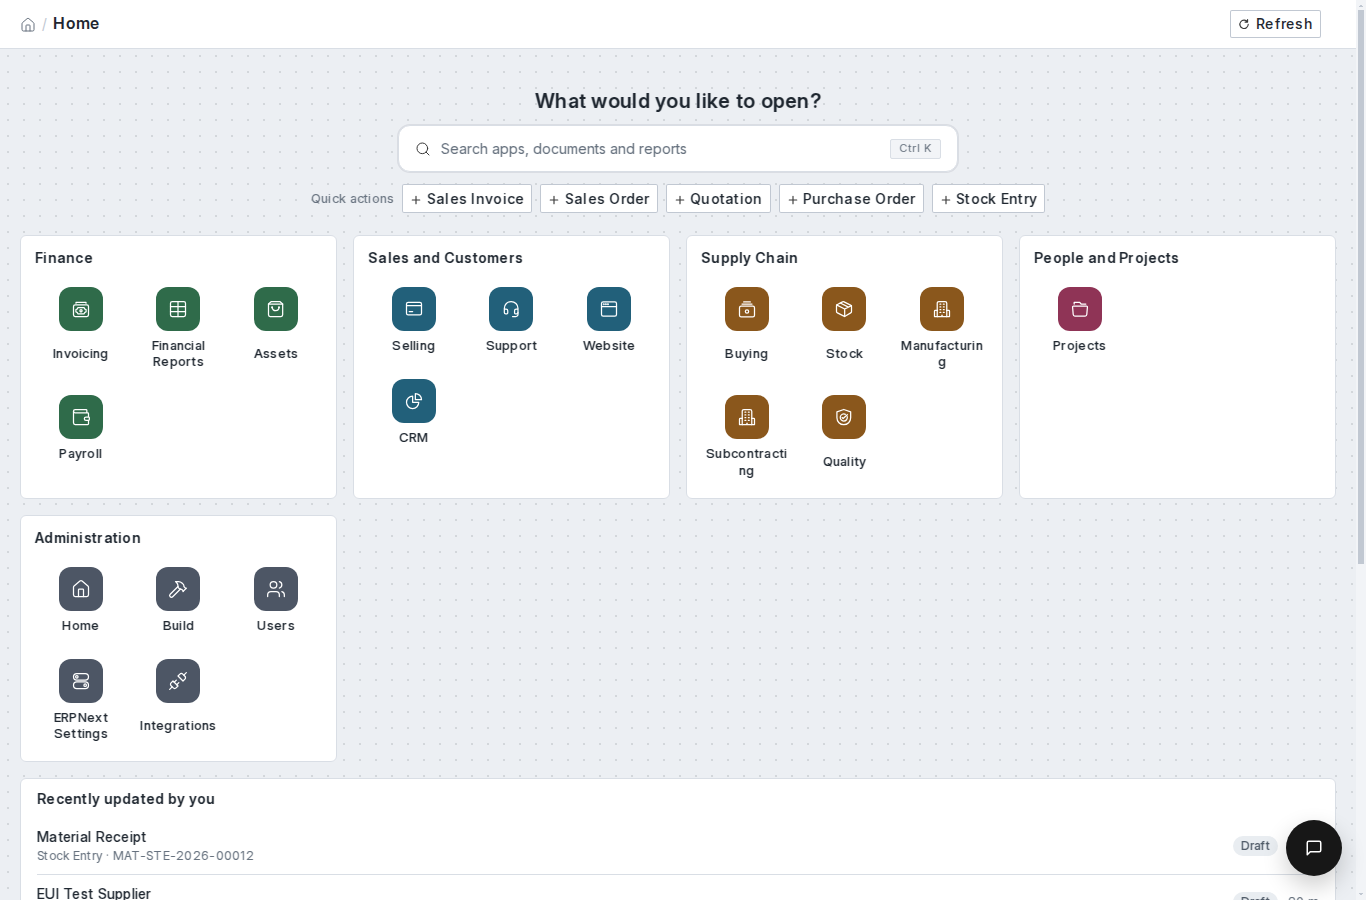 / Home
Refresh
What would you like to open?
Search apps, documents and reports
Ctrl K
Quick actions
+ Sales Invoice
+ Sales Order
+ Quotation
+ Purchase Order
+ Stock Entry
Finance
Invoicing
Financial
Reports
Assets
Payroll
Sales and Customers
Selling
Support
Website
CRM
Supply Chain
Buying
Stock
Manufacturin
g
Subcontracti
ng
Quality
People and Projects
Projects
Administration
Home
Build
Users
ERPNext
Settings
Integrations
Recently updated by you
Material Receipt
Stock Entry · MAT-STE-2026-00012
Draft
EUI Test Supplier
Draft